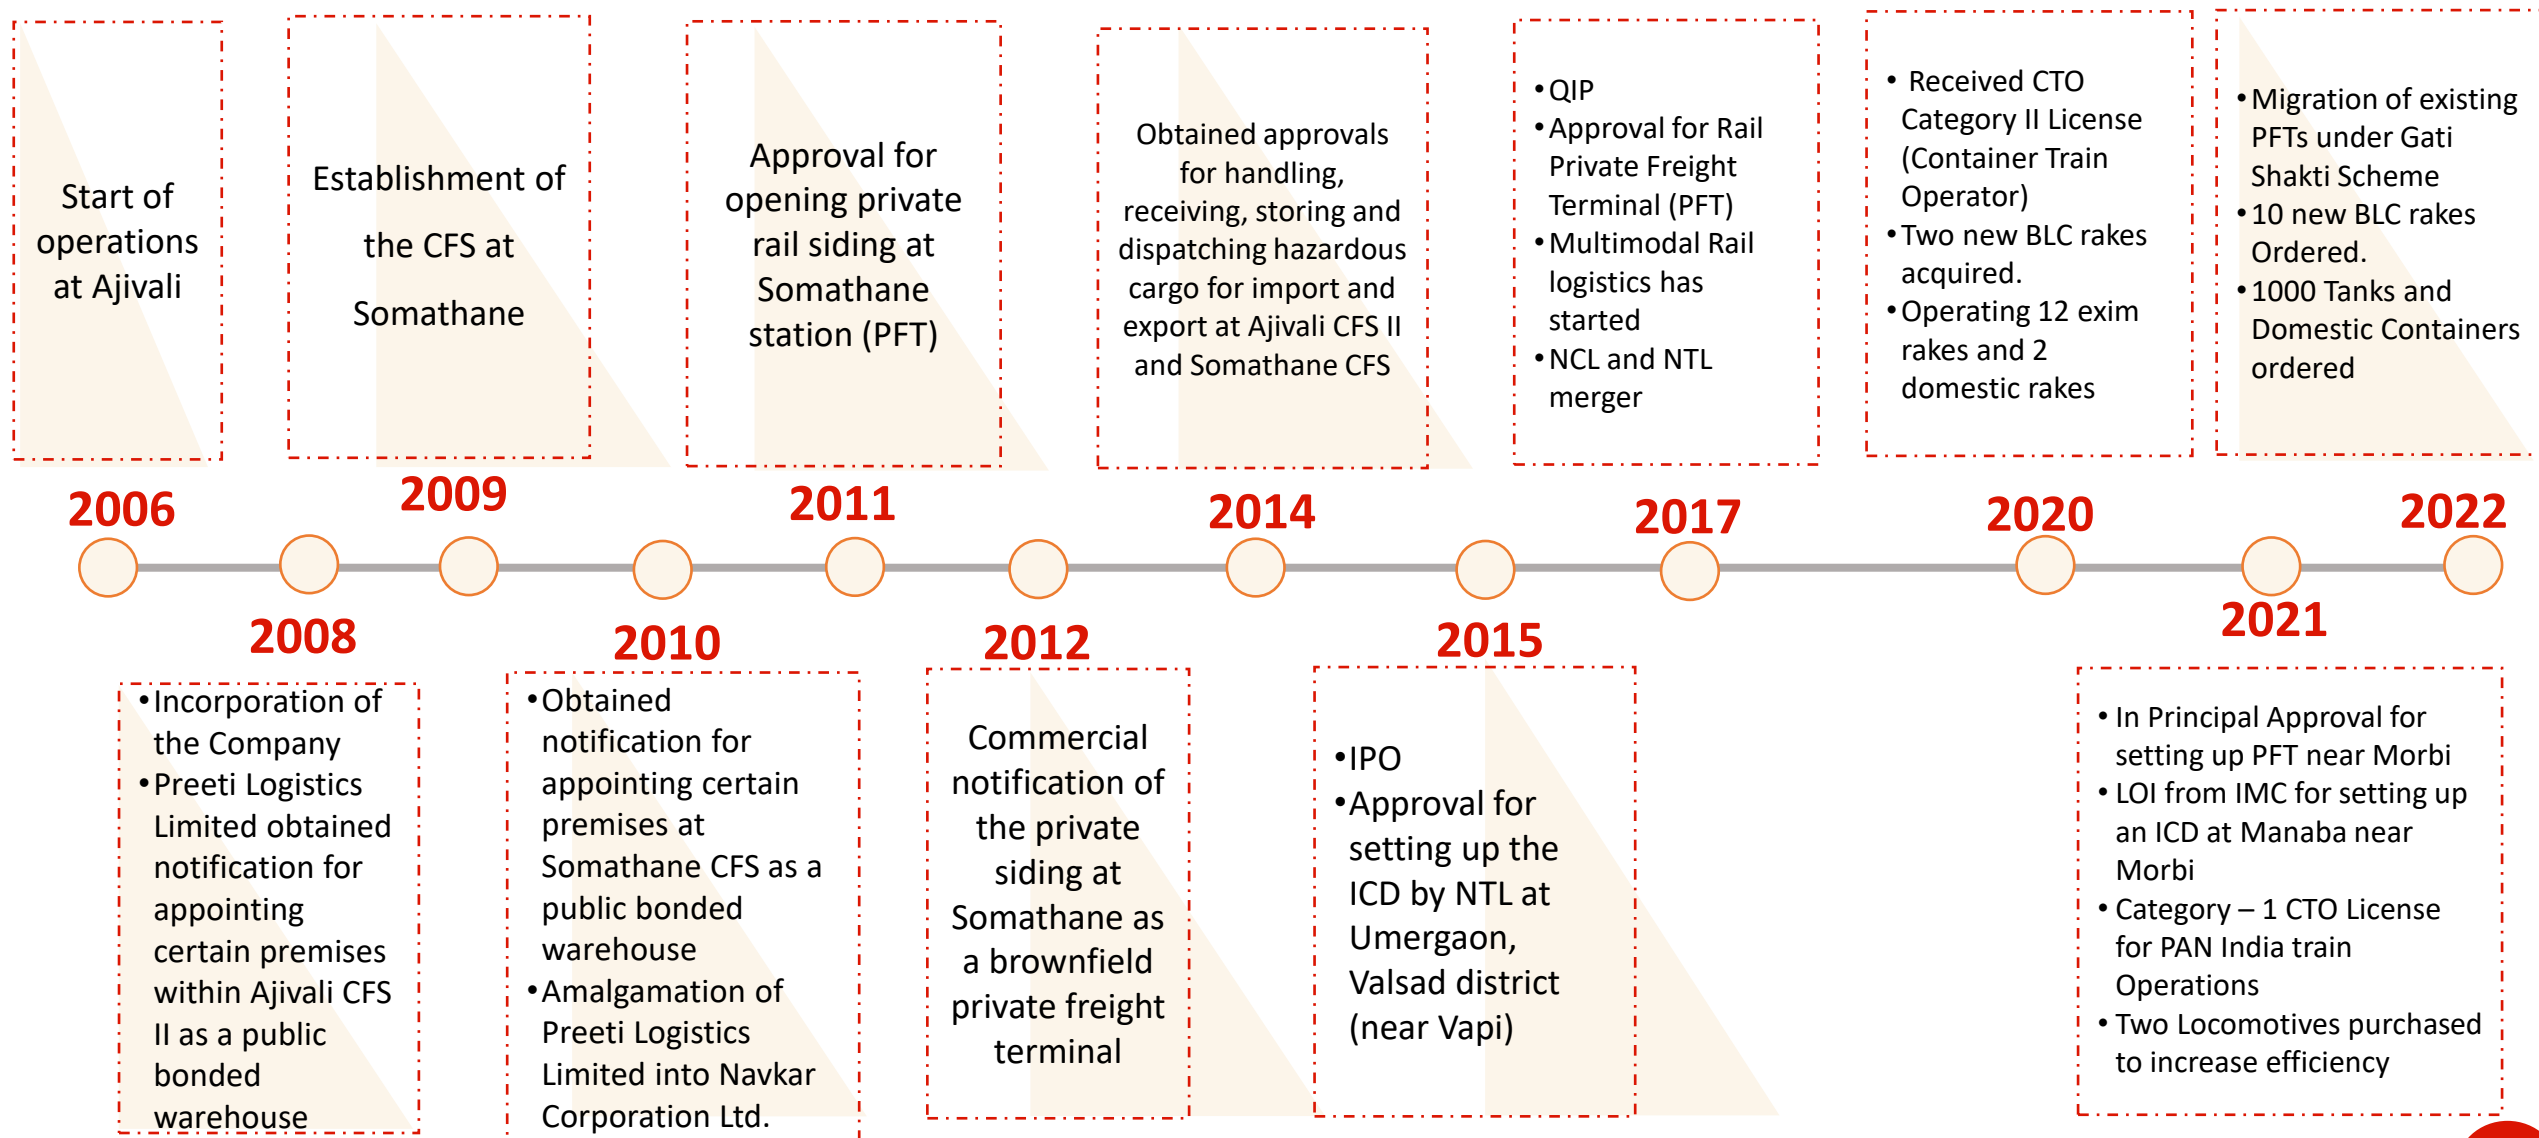 Start of
operations
at Ajivali
Establishment of
the CFS at
Somathane
Approval for
opening private
rail siding at
Somathane
station (PFT)
Obtained approvals
for handling,
receiving, storing and
dispatching hazardous
cargo for import and
export at Ajivali CFS II
and Somathane CFS
•QIP
•Approval for Rail
Private Freight
Terminal (PFT)
•Multimodal Rail
logistics has
started
•NCL and NTL
merger
• Received CTO
Category II License
(Container Train
Operator)
•Two new BLC rakes
acquired.
•Operating 12 exim
rakes and 2
domestic rakes
•Migration of existing
PFTs under Gati
Shakti Scheme
•10 new BLC rakes
Ordered.
•1000 Tanks and
Domestic Containers
ordered
2006
2009
2011
2014
2017
2020
2022
2008
2010
2012
2015
2021
•Incorporation of
the Company
•Preeti Logistics
Limited obtained
notification for
appointing
certain premises
within Ajivali CFS
II as a public
bonded
warehouse
•Obtained
notification for
appointing certain
premises at
Somathane CFS as a
public bonded
warehouse
•Amalgamation of
Preeti Logistics
Limited into Navkar
Corporation Ltd.
Commercial
notification of
the private
siding at
Somathane as
a brownfield
private freight
terminal
•IPO
•Approval for
setting up the
ICD by NTL at
Umergaon,
Valsad district
(near Vapi)
• In Principal Approval for
setting up PFT near Morbi
• LOI from IMC for setting up
an ICD at Manaba near
Morbi
• Category – 1 CTO License
for PAN India train
Operations
• Two Locomotives purchased
to increase efficiency